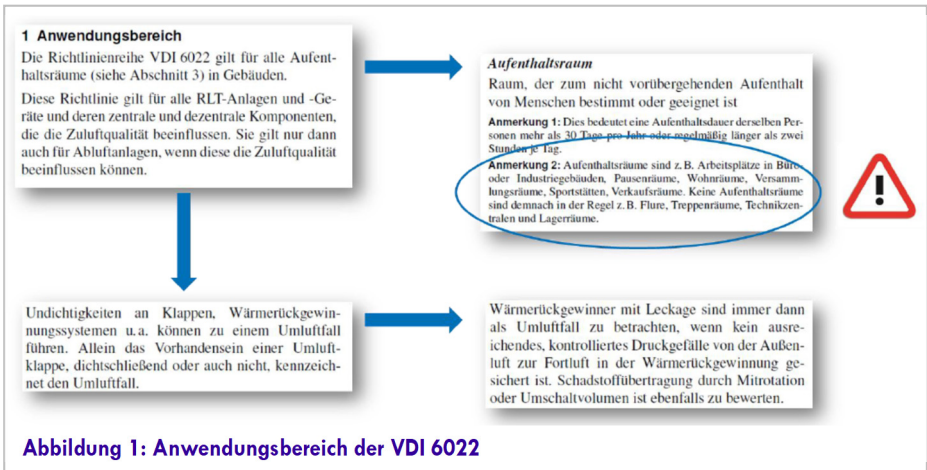 1 Anwendungsbereich
Die Richtlinienreihe VDI 6022 gilt für alle Aufent-
haltsräume (siehe Abschnitt 3) in Gebäuden.
Diese Richtlinie gilt für alle RLT-Anlagen und -Ge-
räte und deren zentrale und dezentrale Komponenten,
die die Zuluftqualität beeinflussen. Sie gilt nur dann
auch für Abluftanlagen, wenn diese die Zuluftqualität
beeinflussen können.
Aufenthaltsraum
Raum, der zum nicht vorübergehenden Aufenthalt
von Menschen bestimmt oder geeignet ist
Anmerkung 1: Dies bedeutet eine Aufenthaltsdauer derselben Per-
sonen mehr als 30 Tage pro Jahr oder regelmäßig länger als zwei
Stunden je Tag.
Anmerkung 2: Aufenthaltsräume sind z. B. Arbeitsplätze in Büro-
oder Industriegebäuden, Pausenräume, Wohnräume, Versamm-
lungsräume, Sportstätten, Verkaufsräume. Keine Aufenthaltsräume
sind demnach in der Regel z. B. Flure, Treppenräume, Technikzen-
tralen und Lagerräume.
!
Undichtigkeiten an Klappen, Wärmerückgewin-
nungssystemen u. a. können zu einem Umluftfall
führen. Allein das Vorhandensein einer Umluft-
klappe, dichtschließend oder auch nicht, kennzeich-
net den Umluftfall.
Wärmerückgewinner mit Leckage sind immer dann
als Umluftfall zu betrachten, wenn kein ausrei-
chendes, kontrolliertes Druckgefälle von der Außen-
luft zur Fortluft in der Wärmerückgewinnung ge-
sichert ist. Schadstoffübertragung durch Mitrotation
oder Umschaltvolumen ist ebenfalls zu bewerten.
Abbildung 1: Anwendungsbereich der VDI 6022